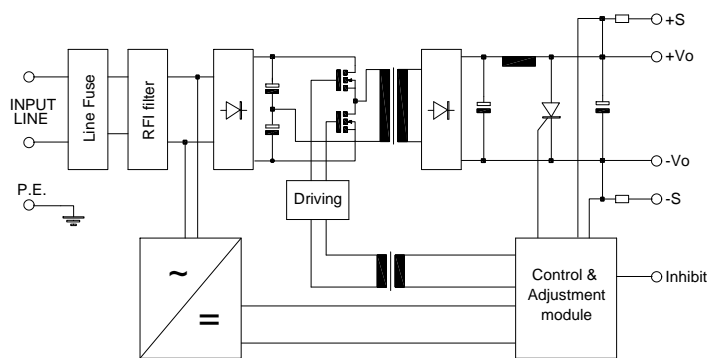 +S
+Vo
INPUT
LINE
Line Fuse
RFI filter
-Vo
P.E.
Driving
-S
~
=
Control &
Adjustment
module
Inhibit